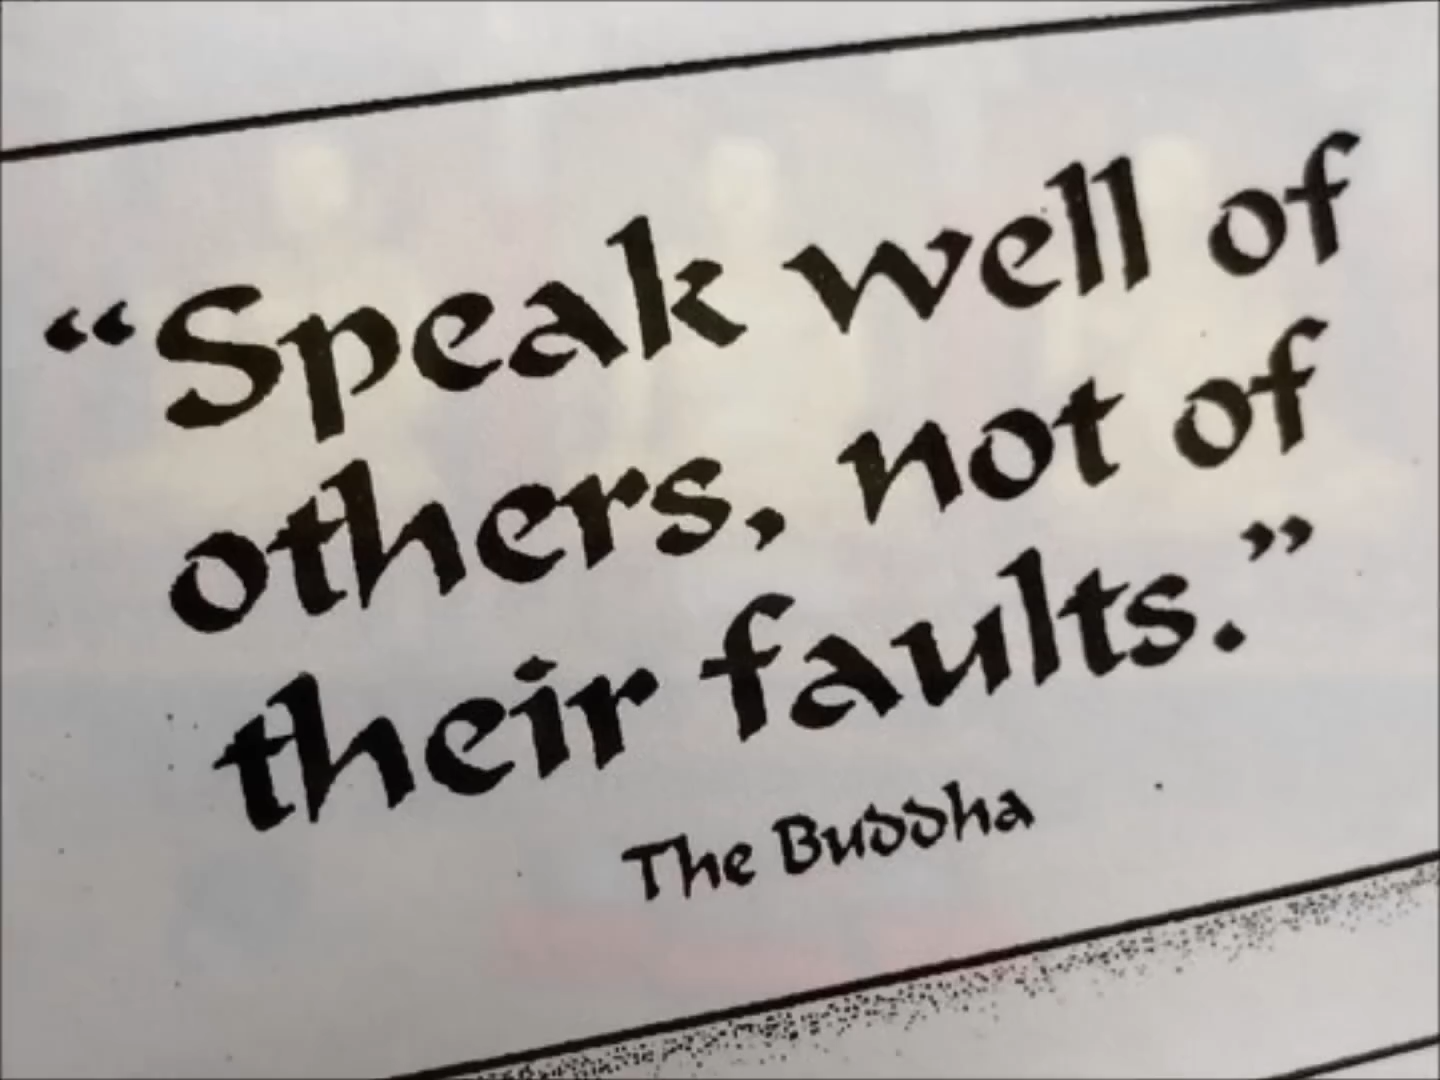 “Speak well of
others, not of
their faults.”
The Buddha